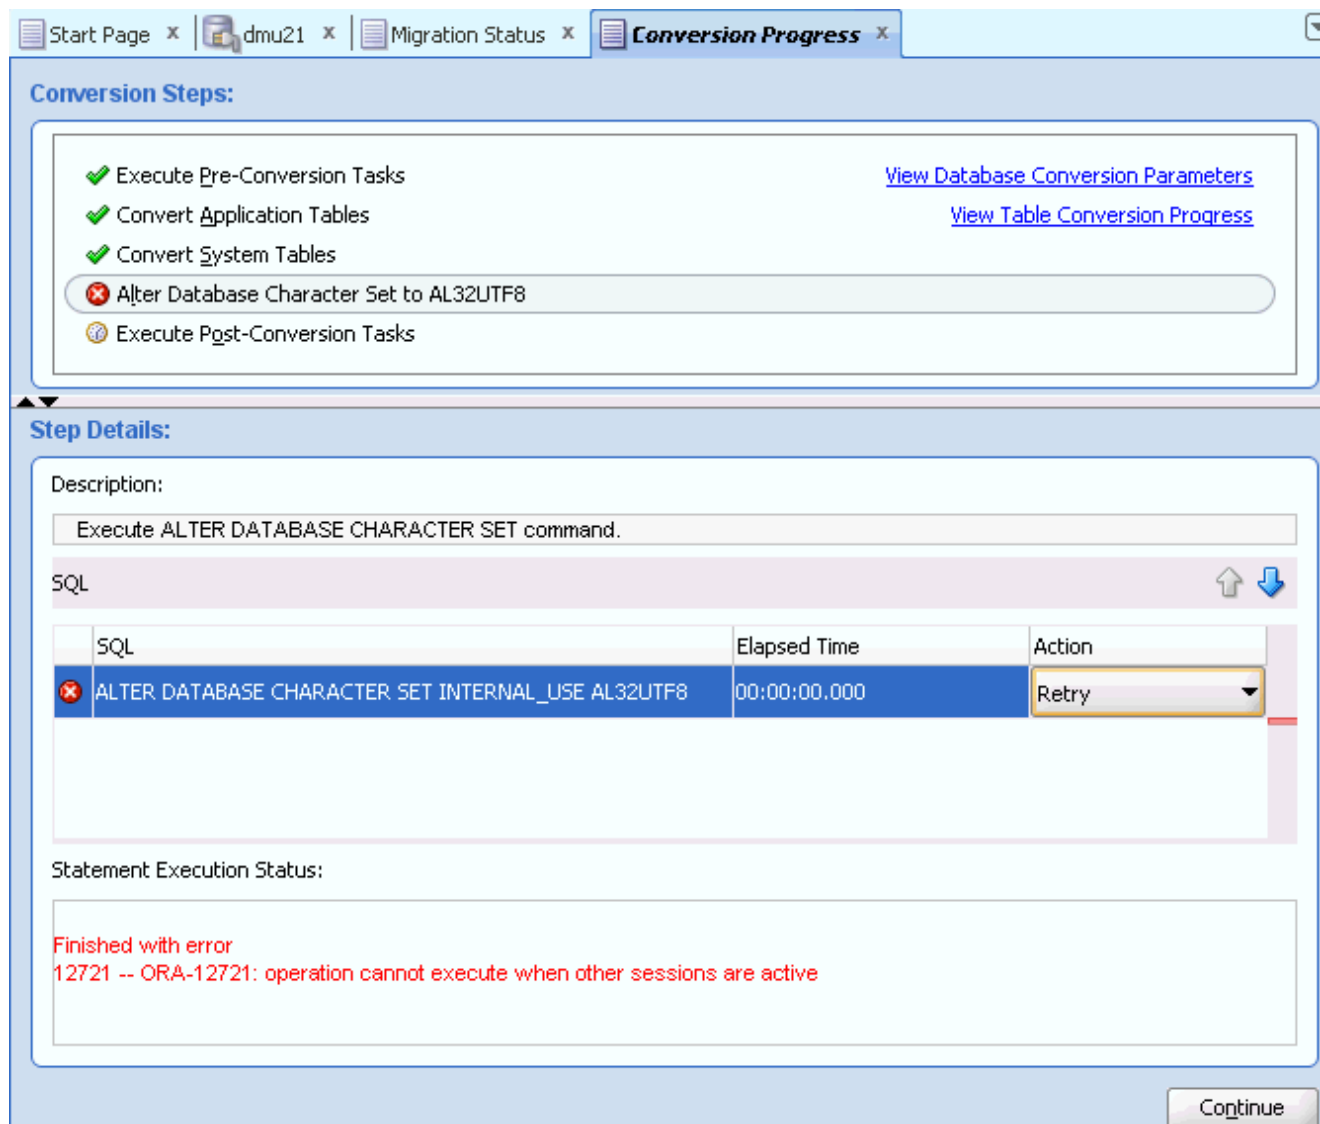 Start Page x dmu21 x Migration Status x Conversion Progress x
Conversion Steps:
Execute Pre-Conversion Tasks View Database Conversion Parameters
Convert Application Tables View Table Conversion Progress
Convert System Tables
Alter Database Character Set to AL32UTF8
Execute Post-Conversion Tasks
Step Details:
Description:
Execute ALTER DATABASE CHARACTER SET command.
SQL
SQL Elapsed Time Action
ALTER DATABASE CHARACTER SET INTERNAL_USE AL32UTF8 00:00:00.000 Retry
Statement Execution Status:
Finished with error
12721 -- ORA-12721: operation cannot execute when other sessions are active
Continue